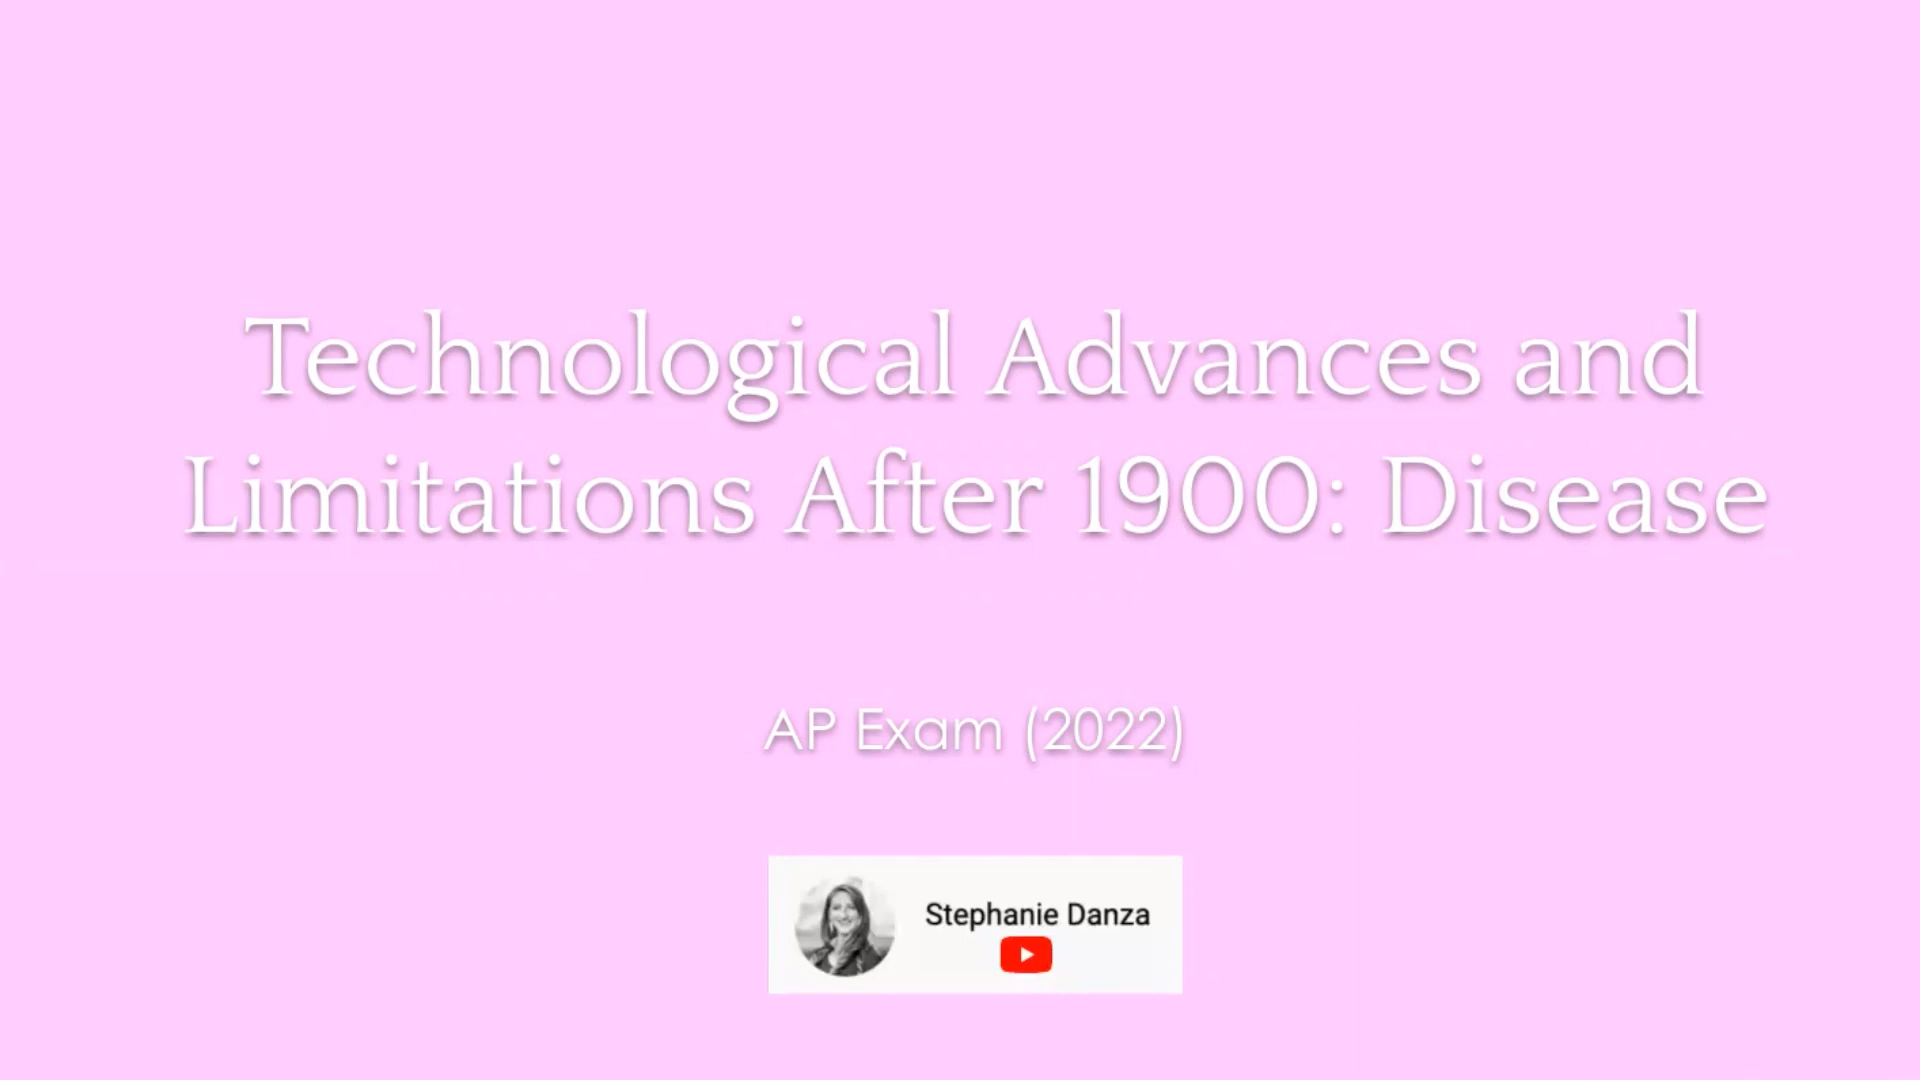 Technological Advances and
Limitations After 1900: Disease
AP Exam (2022)
Stephanie Danza